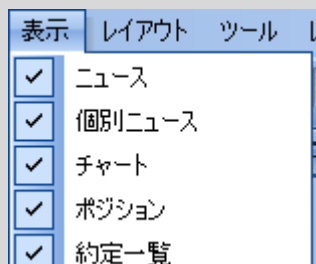 表示 レイアウト ツール
ニュース
個別ニュース
チャート
ポジション
約定一覧